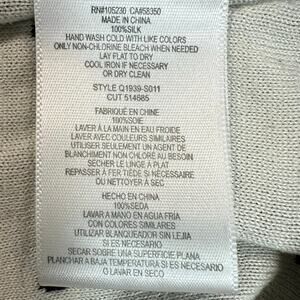 RN#105230 CA#58350
MADE IN CHINA
100%SILK
HAND WASH COLD WITH LIKE COLORS
ONLY NON-CHLORINE BLEACH WHEN NEEDED
LAY FLAT TO DRY
COOL IRON IF NECESSARY
OR DRY CLEAN
STYLE Q1939-S011
CUT 514685
FABRIQUÉ EN CHINE
100%SOIE
LAVER À LA MAIN EN EAU FROIDE
LAVER AVEC COULEURS SIMILAIRES
UTILISER SEULEMENT UN AGENT DE
BLANCHIMENT NON CHLORÉ AU BESOIN
SECHER LE LINGE À PLAT
REPASSER À FER TIÈDE SI NÉCESSAIRE
OU NETTOYER À SEC
HECHO EN CHINA
100%SEDA
LAVAR A MANO EN AGUA FRIA
CON COLORES SIMILARES
UTILIZAR BLANQUEADOR SIN LEJIA
SI ES NECESARIO
SECAR SOBRE UNA SUPERFICIE PLANA
PLANCHAR A BAJA TEMPERATURA SI ES NECESARIO
O LAVAR EN SECO